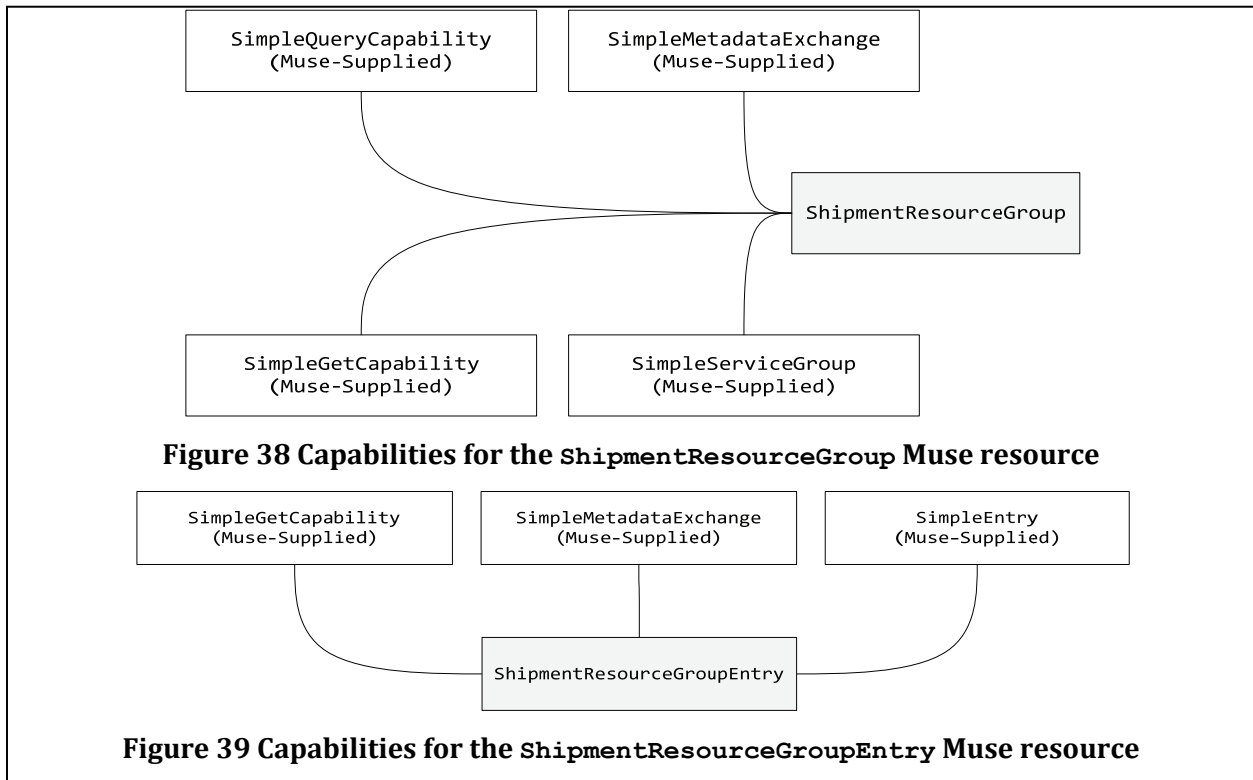 SimpleQueryCapability
(Muse-Supplied)
SimpleMetadataExchange
(Muse-Supplied)
ShipmentResourceGroup
SimpleGetCapability
(Muse-Supplied)
SimpleServiceGroup
(Muse-Supplied)
Figure 38 Capabilities for the ShipmentResourceGroup Muse resource
SimpleGetCapability
(Muse-Supplied)
SimpleMetadataExchange
(Muse-Supplied)
SimpleEntry
(Muse-Supplied)
ShipmentResourceGroupEntry
Figure 39 Capabilities for the ShipmentResourceGroupEntry Muse resource